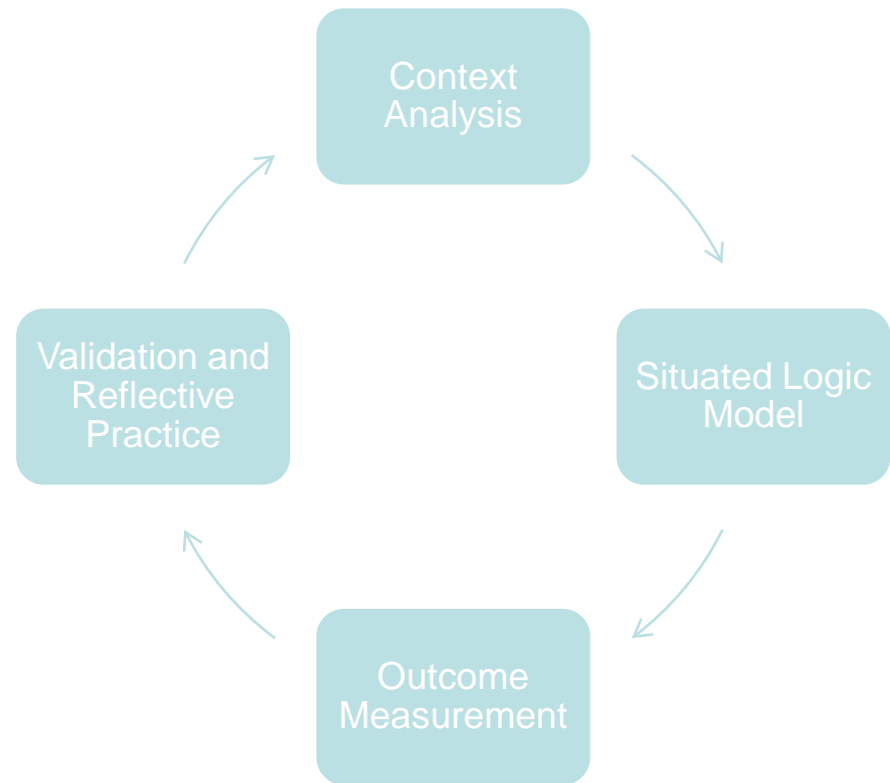 Context
Analysis
Situated Logic
Model
Outcome
Measurement
Validation and
Reflective
Practice